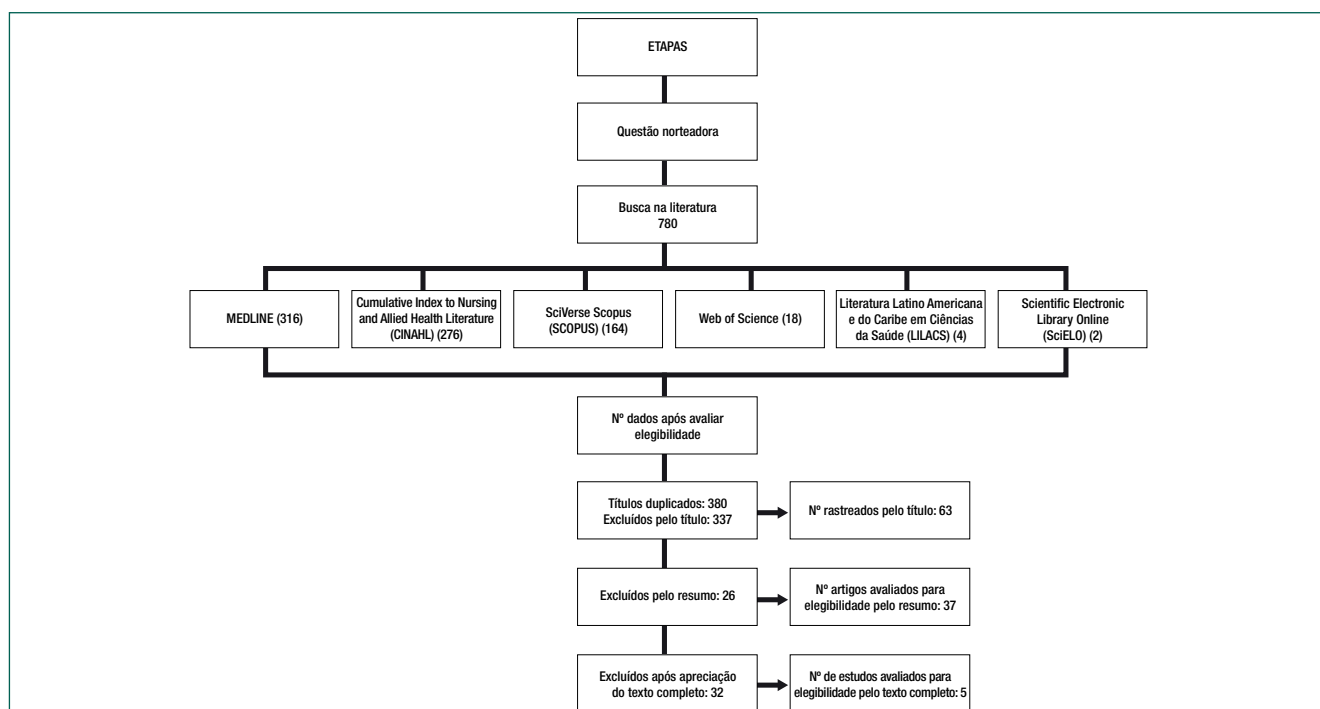 ETAPAS
Questão norteadora
Busca na literatura
780
MEDLINE (316)
Cumulative Index to Nursing
and Allied Health Literature
(CINAHL) (276)
SciVerse Scopus
(SCOPUS) (164)
Web of Science (18)
Literatura Latino Americana
e do Caribe em Ciências
da Saúde (LILACS) (4)
Scientific Electronic
Library Online
(SciELO) (2)
Nº dados após avaliar
elegibilidade
Títulos duplicados: 380
Excluídos pelo título: 337
Nº rastreados pelo título: 63
Excluídos pelo resumo: 26
Nº artigos avaliados para
elegibilidade pelo resumo: 37
Excluídos após apreciação
do texto completo: 32
Nº de estudos avaliados para
elegibilidade pelo texto completo: 5